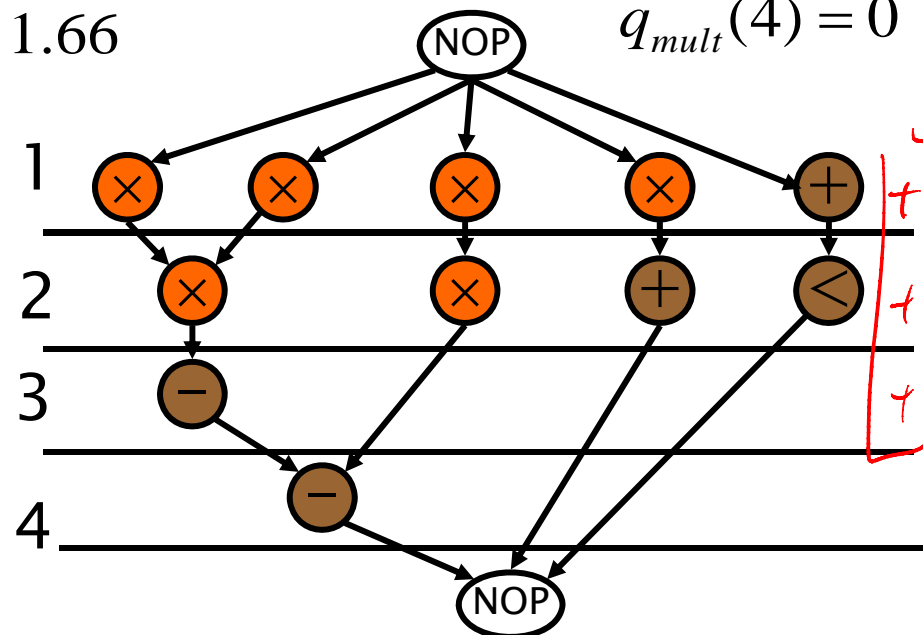 1.66
NOP
q_mult(4) = 0
1
× × × × +
+
2
× × + <
+
3
−
+
−
4
NOP